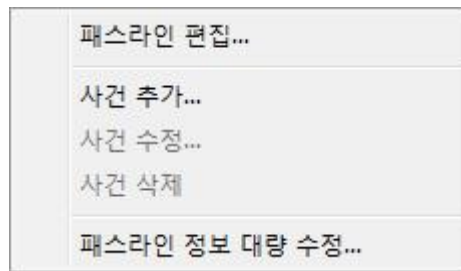 패스라인 편집...
사건 추가...
사건 수정...
사건 삭제
패스라인 정보 대량 수정...